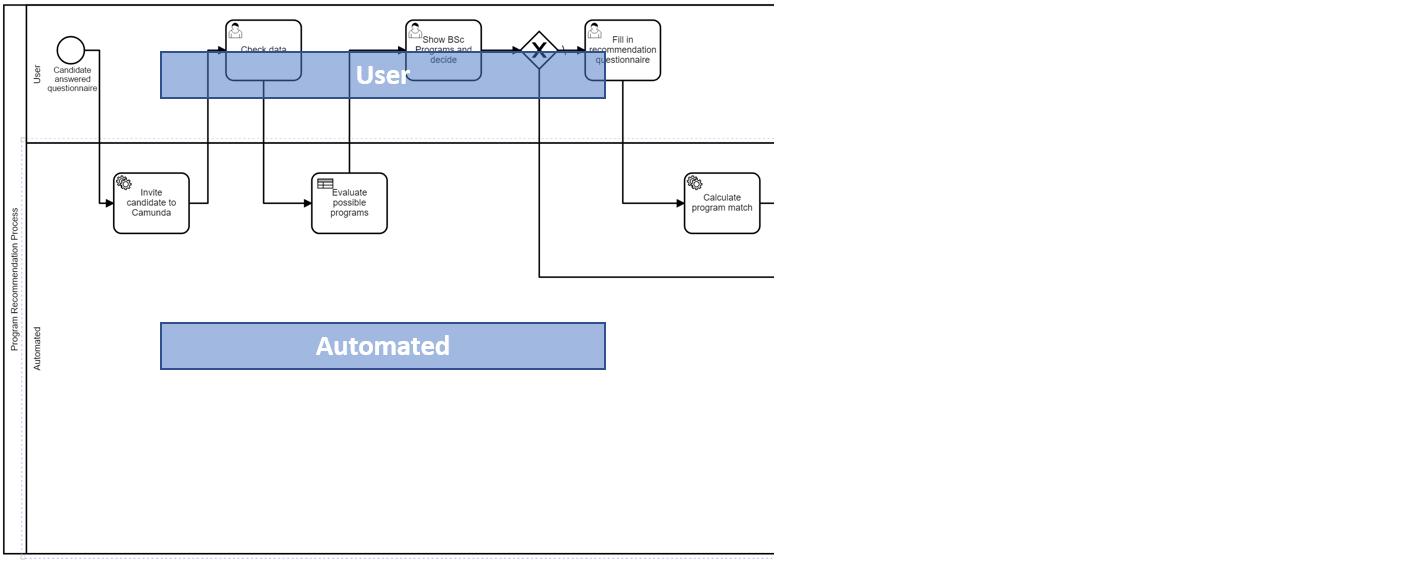 Program Recommendation Process
User
Automated
Candidate
answered
questionnaire
Check data
Show BSc
Programs and
decide
Fill in
recommendation
questionnaire
User
Invite
candidate to
Camunda
Evaluate
possible
programs
Calculate
program match
Automated